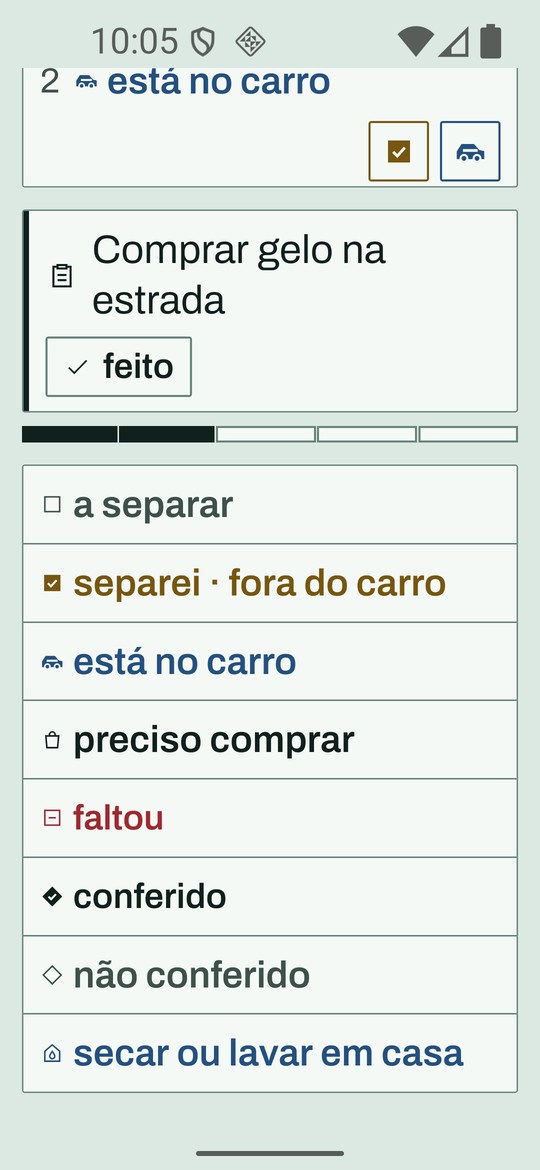 10:05
2 está no carro
Comprar gelo na
estrada
feito
a separar
separei · fora do carro
está no carro
preciso comprar
faltou
conferido
não conferido
secar ou lavar em casa